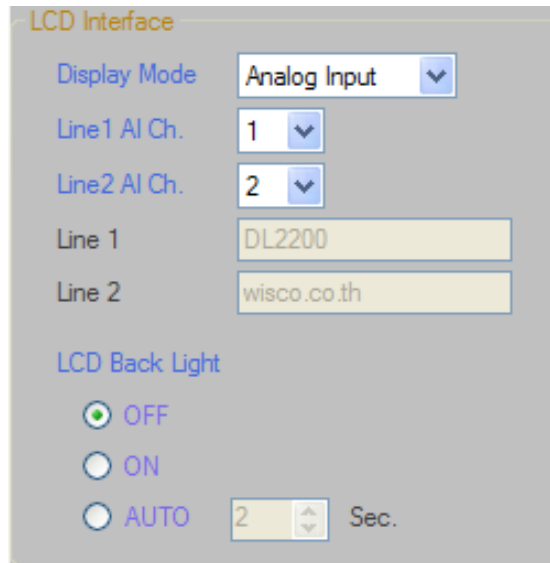 LCD Interface
Display Mode Analog Input
Line1 AI Ch. 1
Line2 AI Ch. 2
Line 1 DL2200
Line 2 wisco.co.th
LCD Back Light
OFF
ON
AUTO 2 Sec.